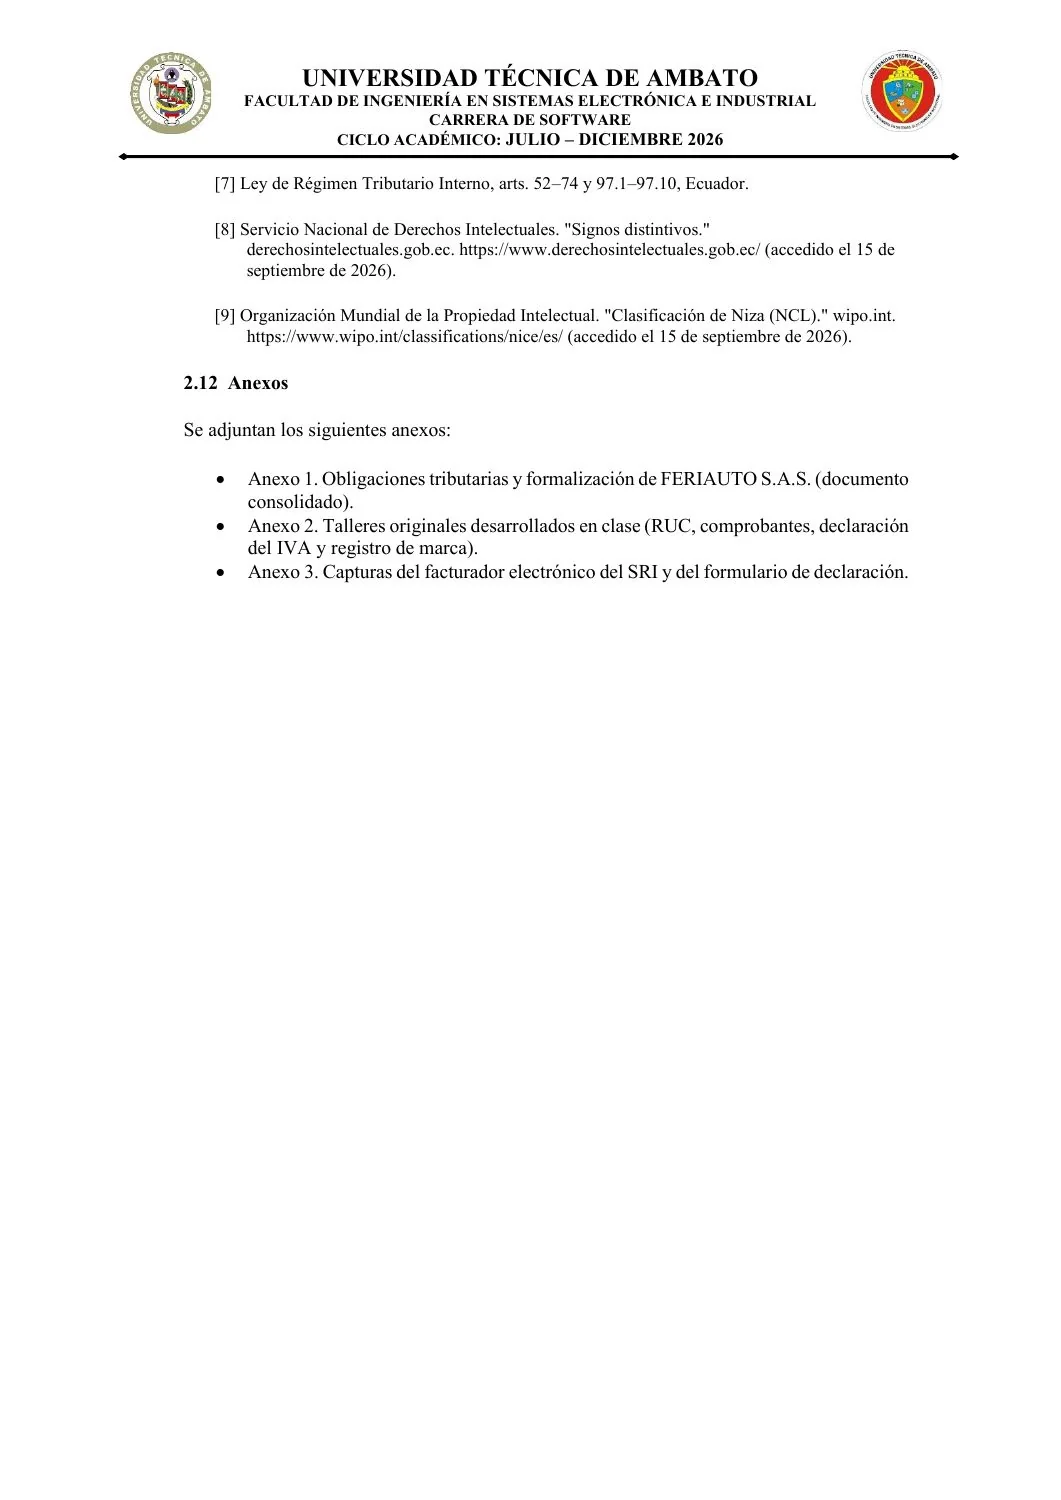 UNIVERSIDAD TÉCNICA DE AMBATO
FACULTAD DE INGENIERÍA EN SISTEMAS ELECTRÓNICA E INDUSTRIAL
CARRERA DE SOFTWARE
CICLO ACADÉMICO: JULIO – DICIEMBRE 2026
[7] Ley de Régimen Tributario Interno, arts. 52–74 y 97.1–97.10, Ecuador.
[8] Servicio Nacional de Derechos Intelectuales. "Signos distintivos."
derechosintelectuales.gob.ec. https://www.derechosintelectuales.gob.ec/ (accedido el 15 de
septiembre de 2026).
[9] Organización Mundial de la Propiedad Intelectual. "Clasificación de Niza (NCL)." wipo.int.
https://www.wipo.int/classifications/nice/es/ (accedido el 15 de septiembre de 2026).
2.12 Anexos
Se adjuntan los siguientes anexos:
• Anexo 1. Obligaciones tributarias y formalización de FERIAUTO S.A.S. (documento
consolidado).
• Anexo 2. Talleres originales desarrollados en clase (RUC, comprobantes, declaración
del IVA y registro de marca).
• Anexo 3. Capturas del facturador electrónico del SRI y del formulario de declaración.